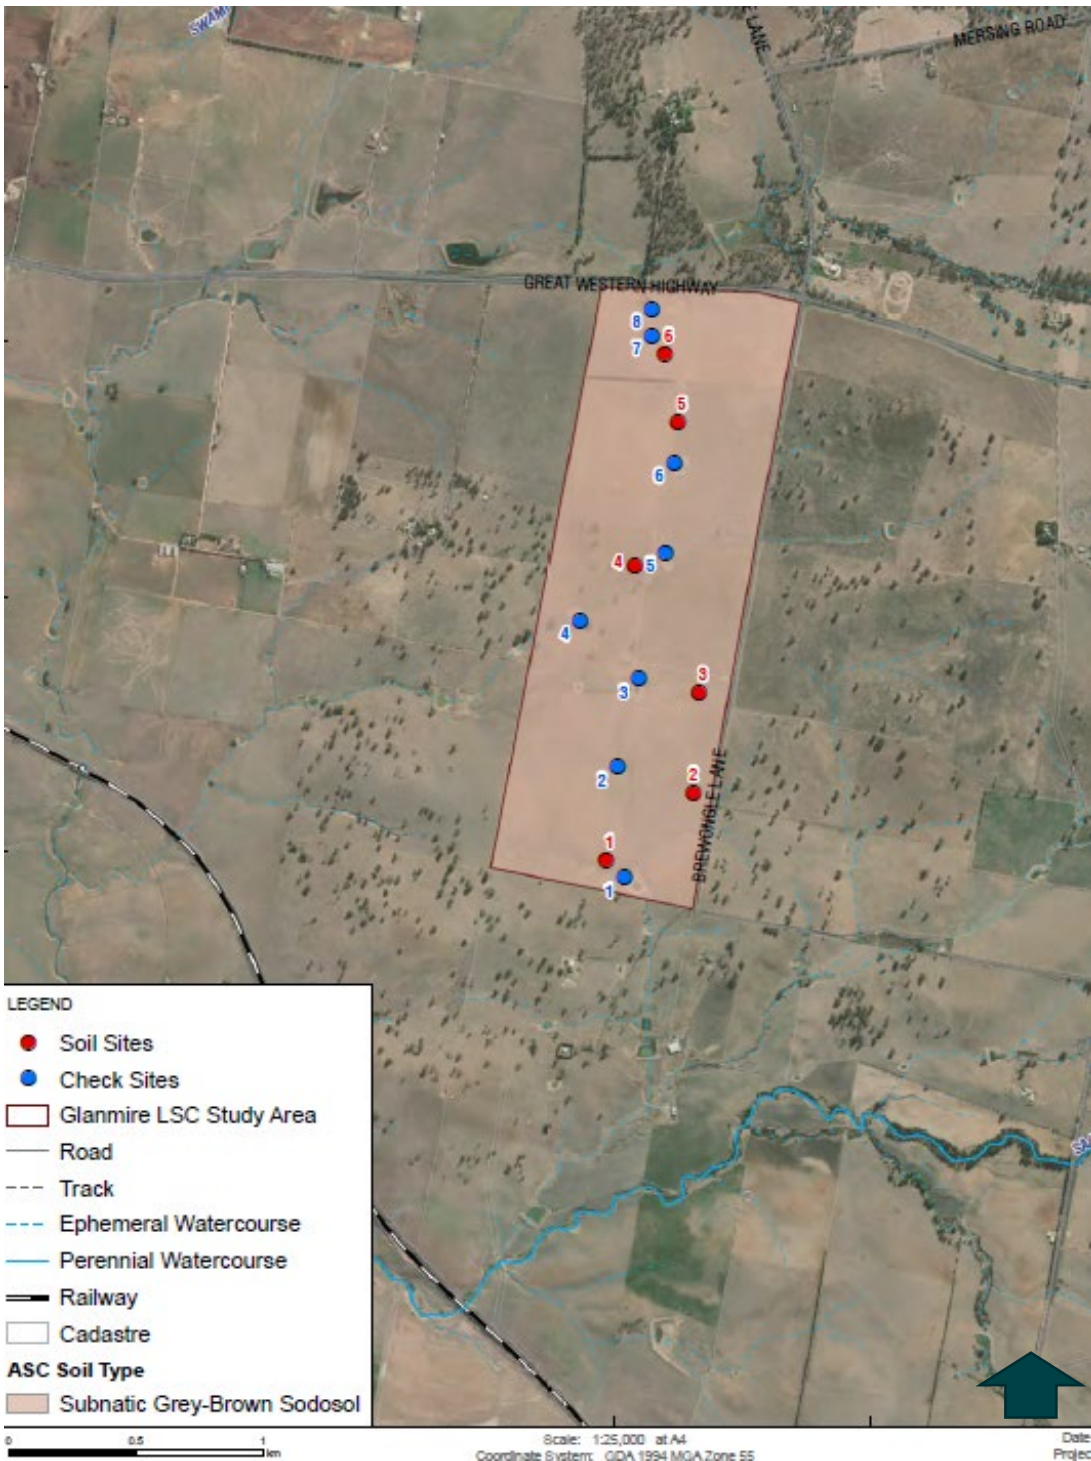 SWAM
LANE
MERSING ROAD
GREAT WESTERN HIGHWAY
8
7
6
5
6
4
5
4
3
3
2
2
BREWONGLE LANE
1
1
LEGEND
Soil Sites
Check Sites
Glanmire LSC Study Area
Road
Track
Ephemeral Watercourse
Perennial Watercourse
Railway
Cadastre
ASC Soil Type
Subnatic Grey-Brown Sodosol
0 0.5 1
km
Scale: 1:25,000 at A4
Coordinate System: GDA 1994 MGA Zone 55
Date
Projec